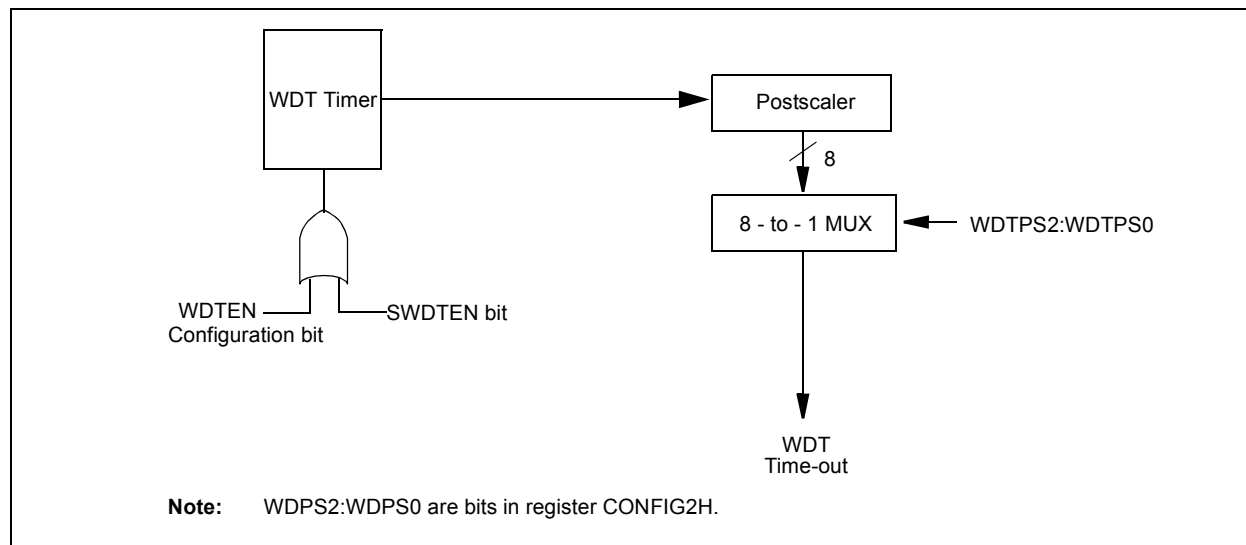 WDT Timer
Postscaler
8
8 - to - 1 MUX
WDTPS2:WDTPS0
WDTEN
Configuration bit
SWDTEN bit
WDT
Time-out
Note: WDPS2:WDPS0 are bits in register CONFIG2H.